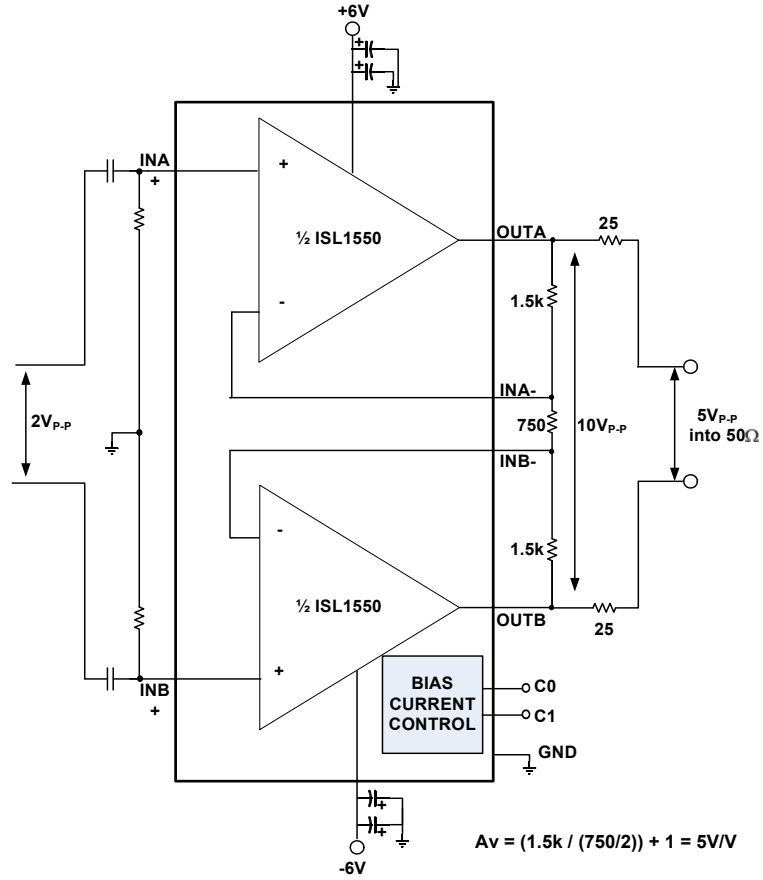 +6V
+
+
INA
+
+
½ ISL1550
-
OUTA
25
1.5k
INA-
2VP-P
750
10VP-P
5VP-P
into 50Ω
INB-
-
1.5k
½ ISL1550
OUTB
25
+
INB
+
BIAS
CURRENT
CONTROL
C0
C1
GND
+
+
-6V
Av = (1.5k / (750/2)) + 1 = 5V/V